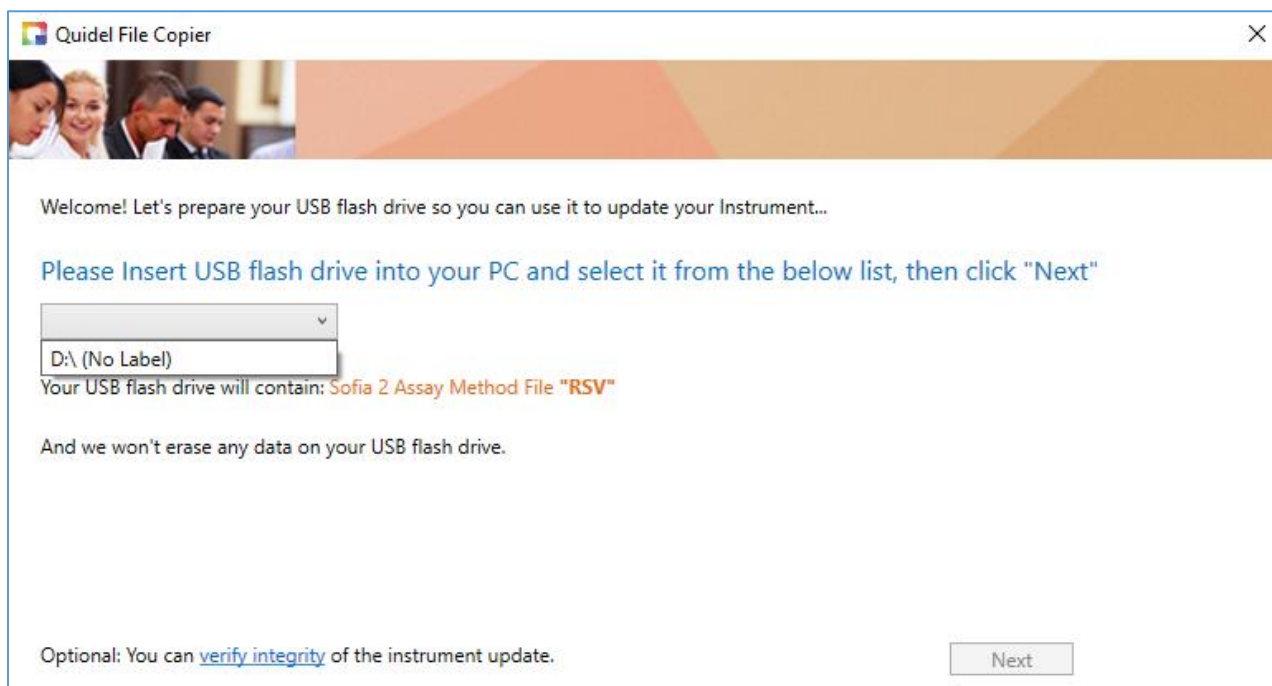 Quidel File Copier
Welcome! Let's prepare your USB flash drive so you can use it to update your Instrument...
Please Insert USB flash drive into your PC and select it from the below list, then click "Next"
D:\ (No Label)
Your USB flash drive will contain: Sofia 2 Assay Method File "RSV"
And we won't erase any data on your USB flash drive.
Optional: You can verify integrity of the instrument update.
Next